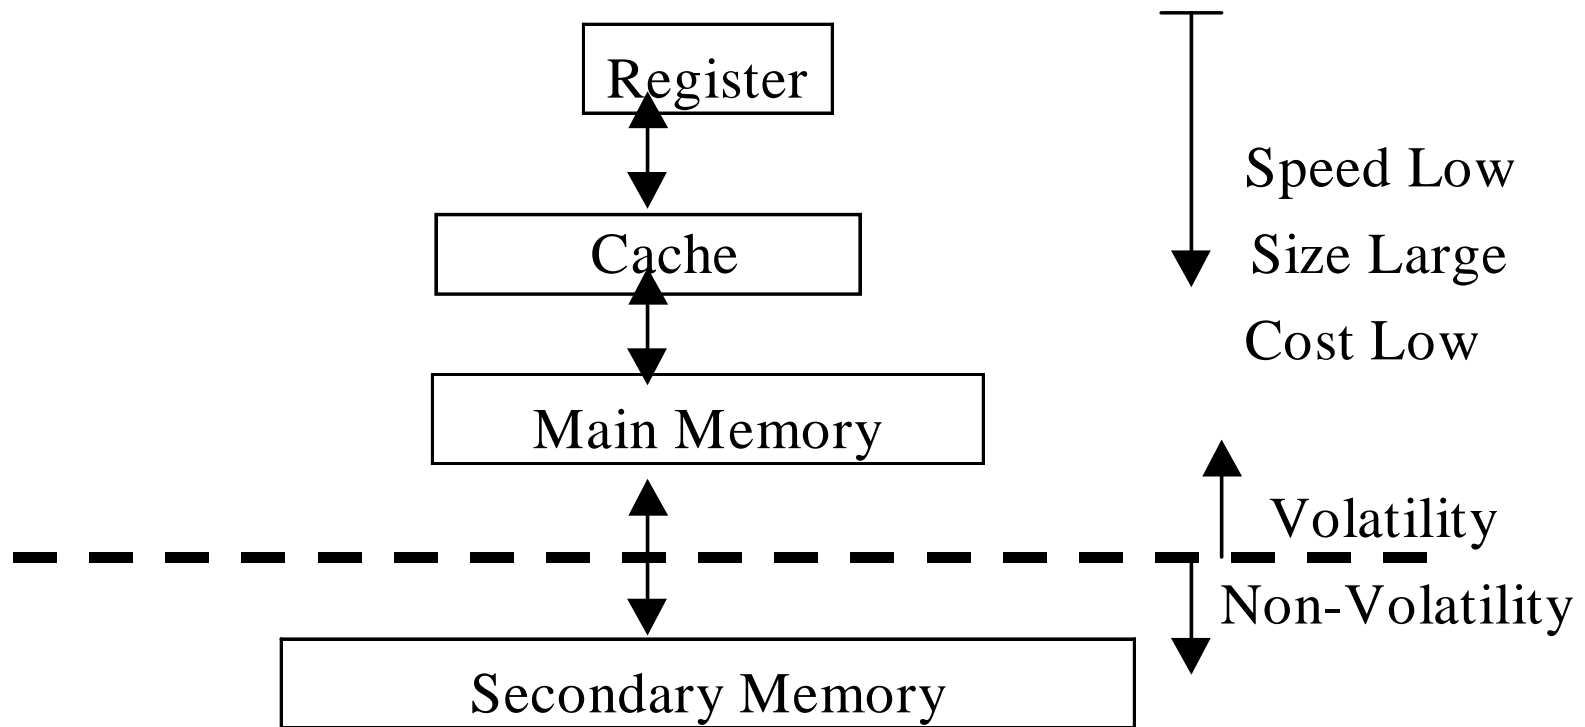 Register
Speed Low
Cache
Size Large
Cost Low
Main Memory
Volatility
Non-Volatility
Secondary Memory